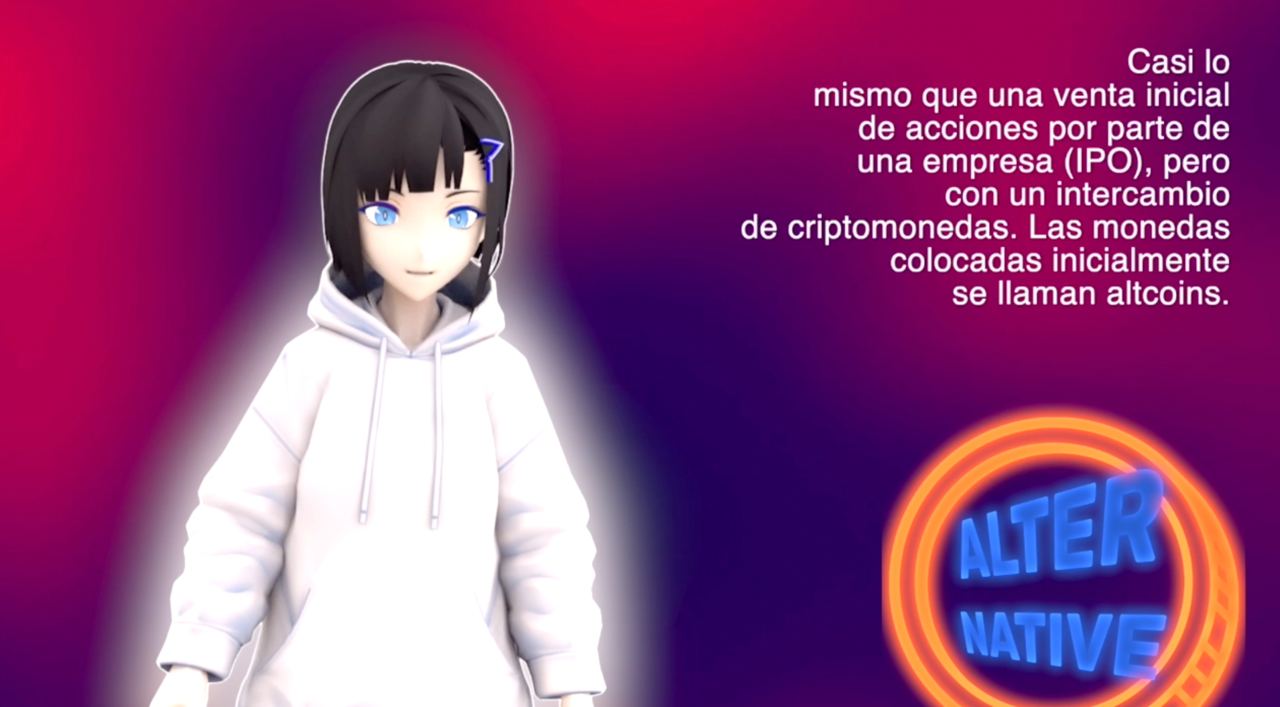 Casi lo
mismo que una venta inicial
de acciones por parte de
una empresa (IPO), pero
con un intercambio
de criptomonedas. Las monedas
colocadas inicialmente
se llaman altcoins.
ALTER
NATIVE